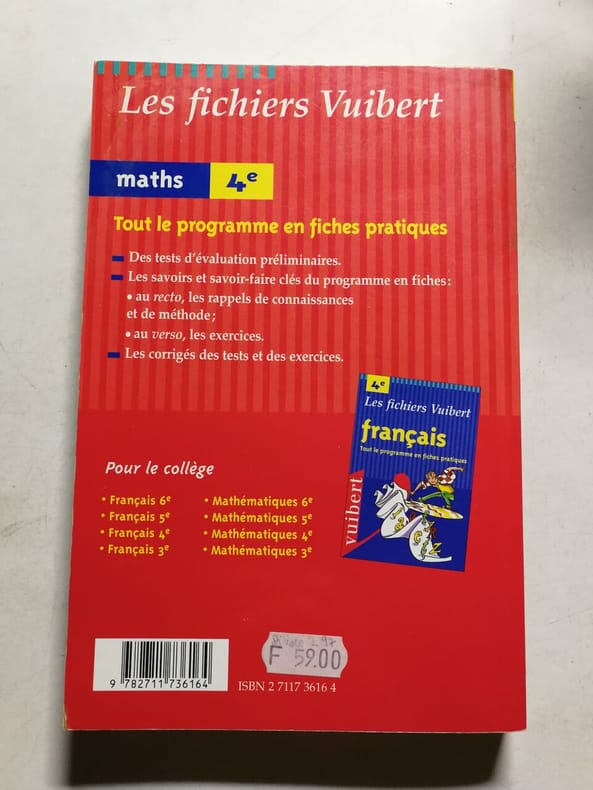 Les fichiers Vuibert
maths 4e
Tout le programme en fiches pratiques
Des tests d'évaluation préliminaires.
Les savoirs et savoir-faire clés du programme en fiches :
• au recto, les rappels de connaissances
et de méthode ;
• au verso, les exercices.
Les corrigés des tests et des exercices.
4e
Les fichiers Vuibert
français
Tout le programme en fiches pratiques
vuibert
Pour le collège
• Français 6e
• Français 5e
• Français 4e
• Français 3e
• Mathématiques 6e
• Mathématiques 5e
• Mathématiques 4e
• Mathématiques 3e
9 782711 736164
F 59.00
ISBN 2 7117 3616 4